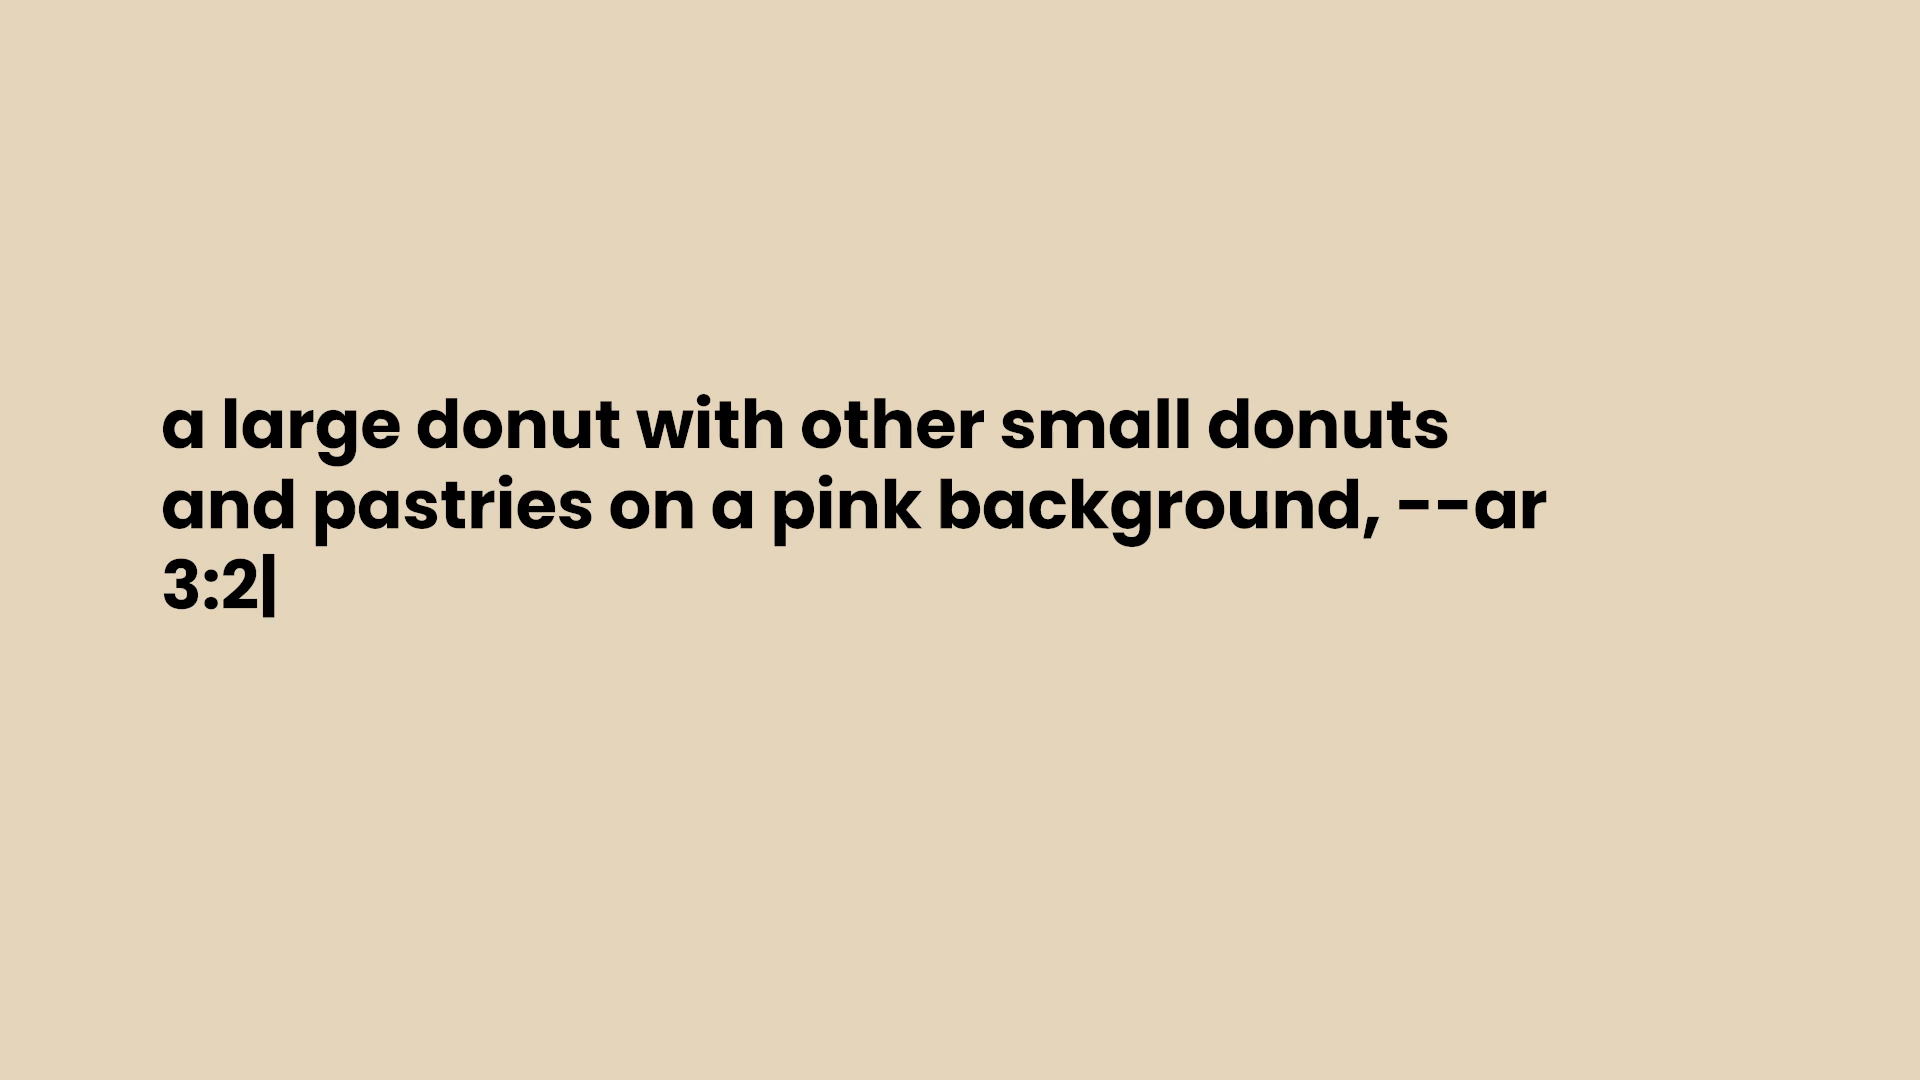 a large donut with other small donuts
and pastries on a pink background, --ar
3:2|